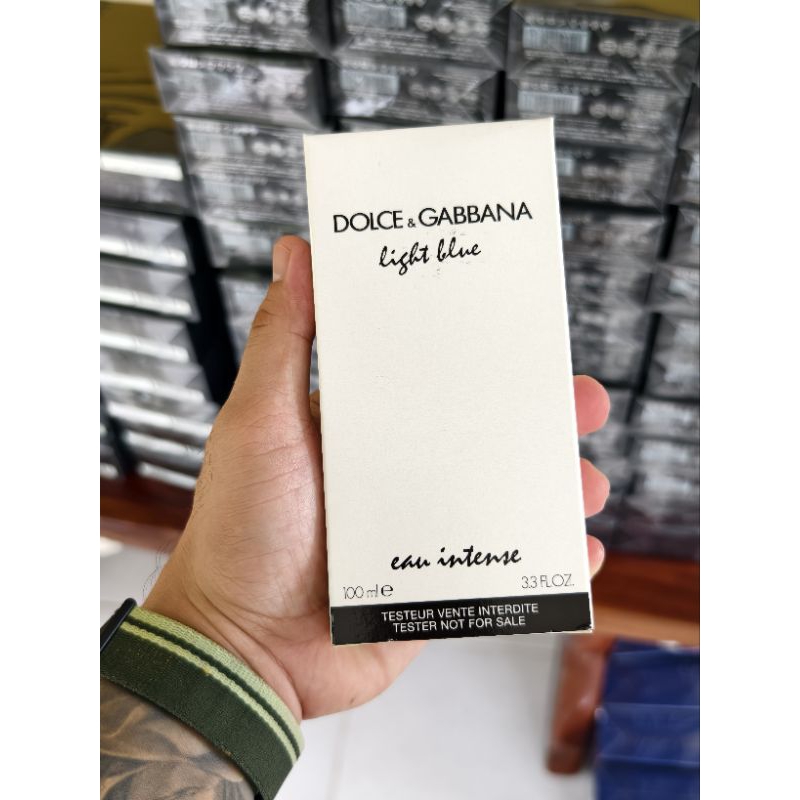 DOLCE & GABBANA
light blue
eau intense
100 ml e 3.3 FL.OZ.
TESTEUR VENTE INTERDITE
TESTER NOT FOR SALE